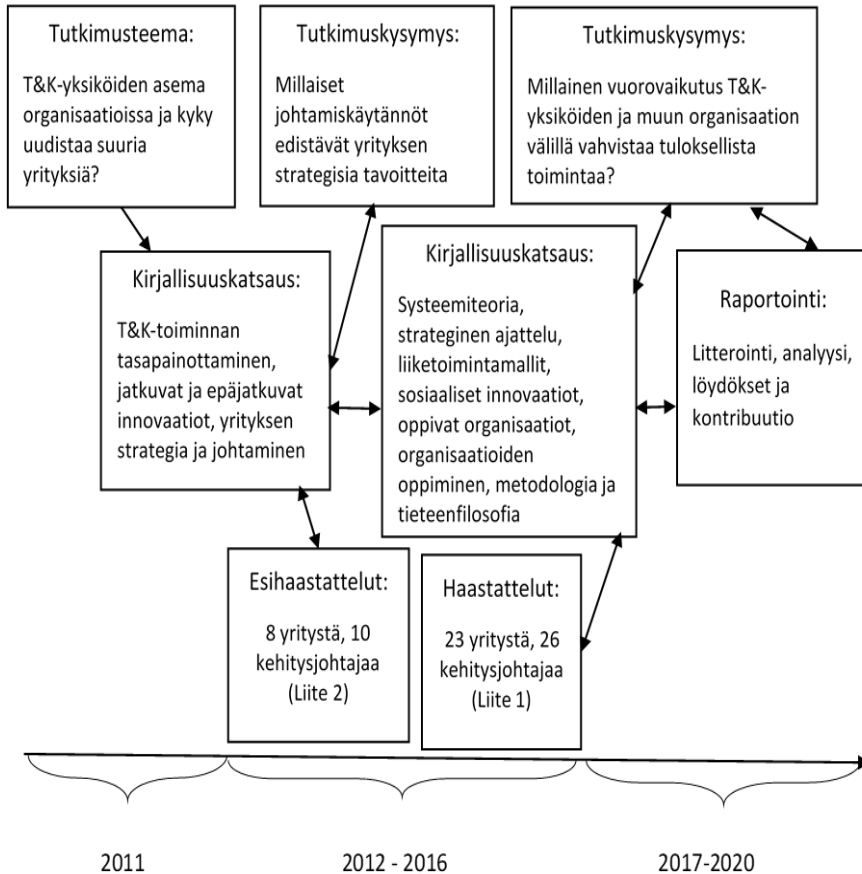 Tutkimusteema:
T&K-yksiköiden asema
organisaatioissa ja kyky
uudistaa suuria
yrityksiä?
Tutkimuskysymys:
Millaiset
johtamiskäytännöt
edistävät yrityksen
strategisia tavoitteita
Tutkimuskysymys:
Millainen vuorovaikutus T&K-
yksiköiden ja muun organisaation
välillä vahvistaa tuloksellista
toimintaa?
Kirjallisuuskatsaus:
T&K-toiminnan
tasapainottaminen,
jatkuvat ja epäjatkuvat
innovaatiot, yrityksen
strategia ja johtaminen
Kirjallisuuskatsaus:
Systeemiteoria,
strateginen ajattelu,
liiketoimintamallit,
sosiaaliset innovaatiot,
oppivat organisaatiot,
organisaatioiden
oppiminen, metodologia ja
tieteenfilosofia
Raportointi:
Litterointi, analyysi,
löydökset ja
kontribuutio
Esihaastattelut:
8 yritystä, 10
kehitysjohtajaa
(Liite 2)
Haastattelut:
23 yritystä, 26
kehitysjohtajaa
(Liite 1)
2011
2012 - 2016
2017-2020